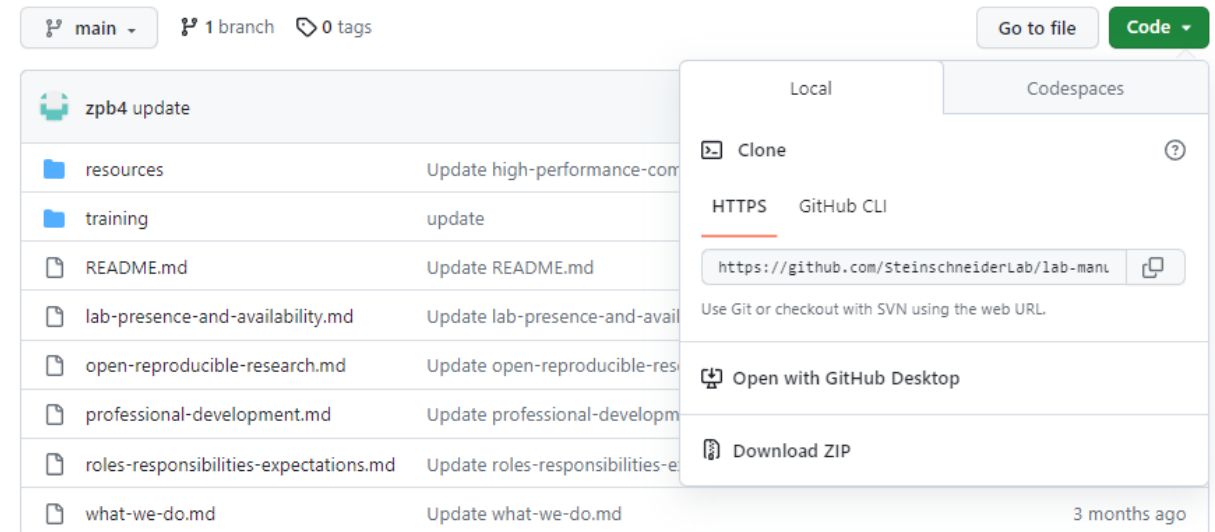 main
1 branch
0 tags
Go to file
Code
zpb4 update
resources
Update high-performance-com
training
update
README.md
Update README.md
lab-presence-and-availability.md
Update lab-presence-and-avail
open-reproducible-research.md
Update open-reproducible-res
professional-development.md
Update professional-developm
roles-responsibilities-expectations.md
Update roles-responsibilities-e
what-we-do.md
Update what-we-do.md
3 months ago
Local
Codespaces
Clone
HTTPS
GitHub CLI
https://github.com/SteinschneiderLab/lab-manu
Use Git or checkout with SVN using the web URL.
Open with GitHub Desktop
Download ZIP